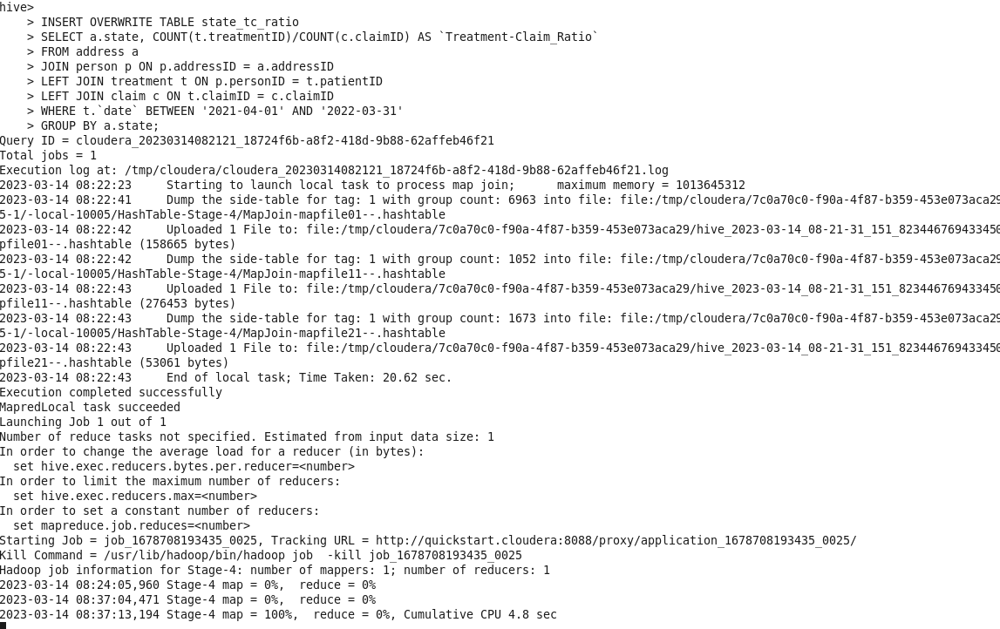 hive>
    > INSERT OVERWRITE TABLE state_tc_ratio
    > SELECT a.state, COUNT(t.treatmentID)/COUNT(c.claimID) AS `Treatment-Claim_Ratio`
    > FROM address a
    > JOIN person p ON p.addressID = a.addressID
    > LEFT JOIN treatment t ON p.personID = t.patientID
    > LEFT JOIN claim c ON t.claimID = c.claimID
    > WHERE t.`date` BETWEEN '2021-04-01' AND '2022-03-31'
    > GROUP BY a.state;
Query ID = cloudera_20230314082121_18724f6b-a8f2-418d-9b88-62affeb46f21
Total jobs = 1
Execution log at: /tmp/cloudera/cloudera_20230314082121_18724f6b-a8f2-418d-9b88-62affeb46f21.log
2023-03-14 08:22:23     Starting to launch local task to process map join;      maximum memory = 1013645312
2023-03-14 08:22:41     Dump the side-table for tag: 1 with group count: 6963 into file: file:/tmp/cloudera/7c0a70c0-f90a-4f87-b359-453e073aca29
5-1/-local-10005/HashTable-Stage-4/MapJoin-mapfile01--.hashtable
2023-03-14 08:22:42     Uploaded 1 File to: file:/tmp/cloudera/7c0a70c0-f90a-4f87-b359-453e073aca29/hive_2023-03-14_08-21-31_151_823446769433450
pfile01--.hashtable (158665 bytes)
2023-03-14 08:22:42     Dump the side-table for tag: 1 with group count: 1052 into file: file:/tmp/cloudera/7c0a70c0-f90a-4f87-b359-453e073aca29
5-1/-local-10005/HashTable-Stage-4/MapJoin-mapfile11--.hashtable
2023-03-14 08:22:43     Uploaded 1 File to: file:/tmp/cloudera/7c0a70c0-f90a-4f87-b359-453e073aca29/hive_2023-03-14_08-21-31_151_823446769433450
pfile11--.hashtable (276453 bytes)
2023-03-14 08:22:43     Dump the side-table for tag: 1 with group count: 1673 into file: file:/tmp/cloudera/7c0a70c0-f90a-4f87-b359-453e073aca29
5-1/-local-10005/HashTable-Stage-4/MapJoin-mapfile21--.hashtable
2023-03-14 08:22:43     Uploaded 1 File to: file:/tmp/cloudera/7c0a70c0-f90a-4f87-b359-453e073aca29/hive_2023-03-14_08-21-31_151_823446769433450
pfile21--.hashtable (53061 bytes)
2023-03-14 08:22:43     End of local task; Time Taken: 20.62 sec.
Execution completed successfully
MapredLocal task succeeded
Launching Job 1 out of 1
Number of reduce tasks not specified. Estimated from input data size: 1
In order to change the average load for a reducer (in bytes):
  set hive.exec.reducers.bytes.per.reducer=<number>
In order to limit the maximum number of reducers:
  set hive.exec.reducers.max=<number>
In order to set a constant number of reducers:
  set mapreduce.job.reduces=<number>
Starting Job = job_1678708193435_0025, Tracking URL = http://quickstart.cloudera:8088/proxy/application_1678708193435_0025/
Kill Command = /usr/lib/hadoop/bin/hadoop job  -kill job_1678708193435_0025
Hadoop job information for Stage-4: number of mappers: 1; number of reducers: 1
2023-03-14 08:24:05,960 Stage-4 map = 0%,  reduce = 0%
2023-03-14 08:37:04,471 Stage-4 map = 0%,  reduce = 0%
2023-03-14 08:37:13,194 Stage-4 map = 100%,  reduce = 0%, Cumulative CPU 4.8 sec